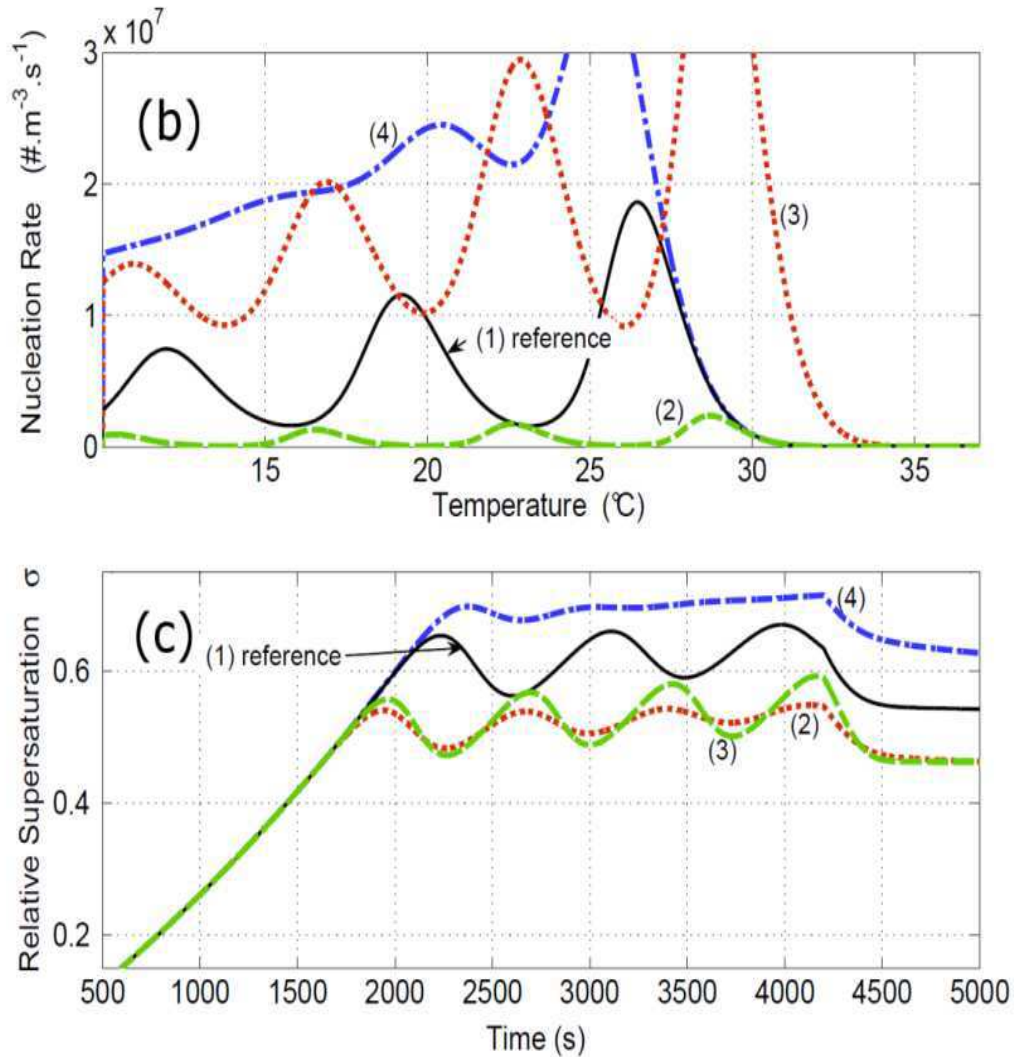 x 10⁷
3
2
1
0
Nucleation Rate (#.m⁻³.s⁻¹)
(b)
(4)
(3)
(1) reference
(2)
15 20 25 30 35
Temperature (°C)
Relative Supersaturation σ
(c)
(4)
(1) reference
0.6
(2)
(3)
0.4
0.2
500 1000 1500 2000 2500 3000 3500 4000 4500 5000
Time (s)